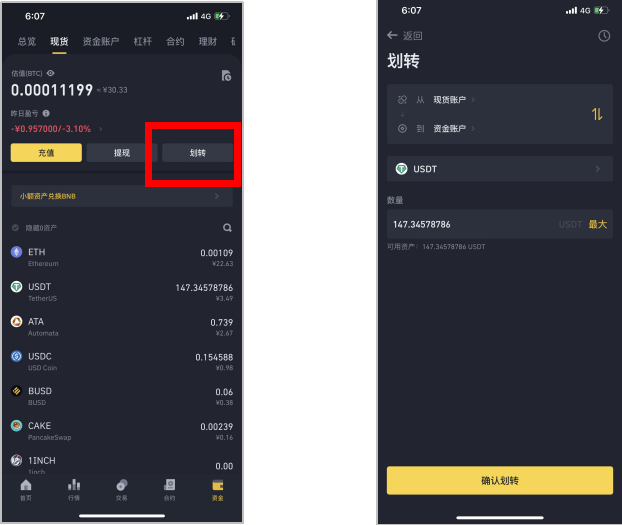 6:07
4G
总览 现货 资金账户 杠杆 合约 理财
估值(BTC)
0.00011199 ≈ ¥30.33
昨日盈亏
-¥0.957000/-3.10% >
充值 提现 划转
小额资产兑换BNB >
隐藏0资产
ETH 0.00109
Ethereum ¥22.63
USDT 147.34578786
TetherUS ¥3.49
ATA 0.739
Automata ¥2.67
USDC 0.154588
USD Coin ¥0.98
BUSD 0.06
BUSD ¥0.38
CAKE 0.00239
PancakeSwap ¥0.16
1INCH 0.00
1inch
首页 行情 交易 合约 资金
6:07
4G
返回
划转
从 现货账户 >
到 资金账户 >
USDT >
数量
147.34578786 USDT 最大
可用资产: 147.34578786 USDT
确认划转